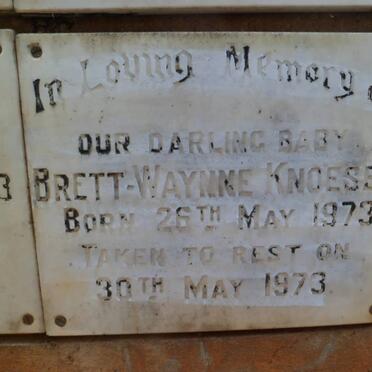 In Loving Memory o
OUR DARLING BABY
BRETT-WAYNNE KNOESE
BORN 26TH MAY 1973
TAKEN TO REST ON
30TH MAY 1973.